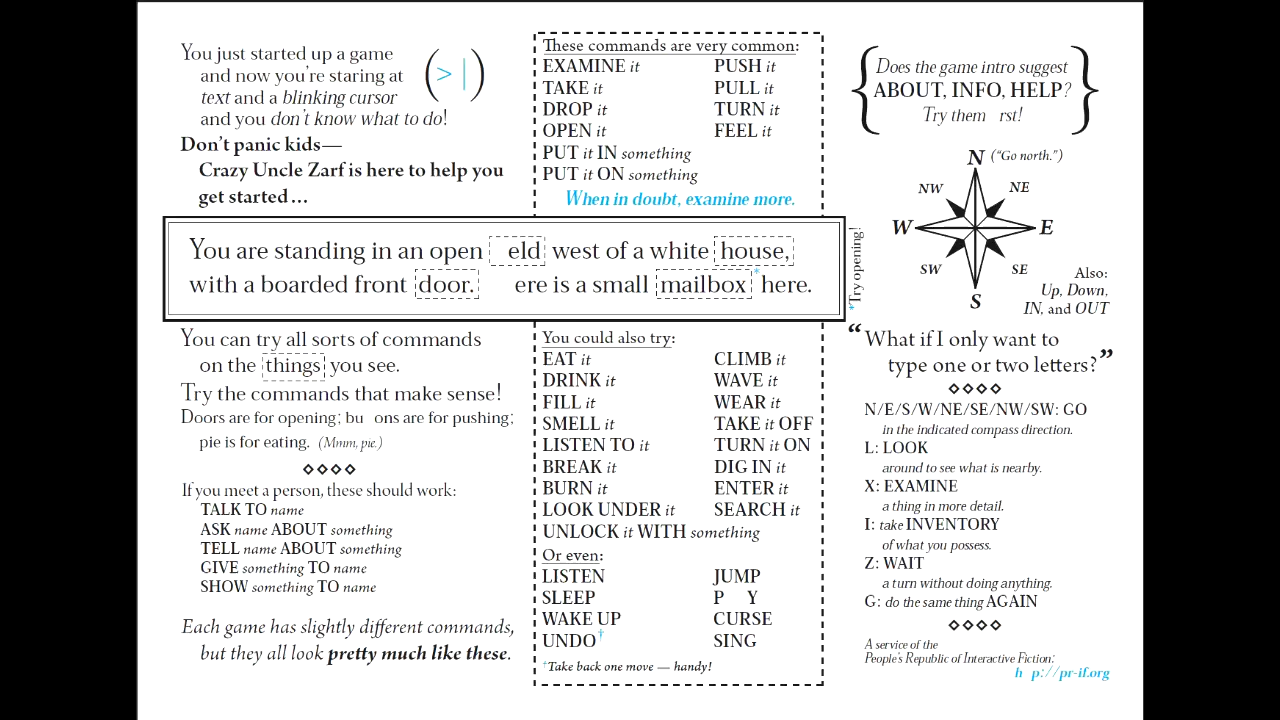 You just started up a game
and now you're staring at
text and a blinking cursor
and you don't know what to do!
(> |)
Don't panic kids—
Crazy Uncle Zarf is here to help you
get started…
These commands are very common:
EXAMINE it PUSH it
TAKE it PULL it
DROP it TURN it
OPEN it FEEL it
PUT it IN something
PUT it ON something
When in doubt, examine more.
Does the game intro suggest
ABOUT, INFO, HELP?
Try them rst!
N ("Go north.")
NW NE
W E
SW SE
S
Also:
Up, Down,
IN, and OUT
You are standing in an open eld west of a white house,
with a boarded front door. ere is a small mailbox* here.
*Try opening!
You can try all sorts of commands
on the things you see.
Try the commands that make sense!
Doors are for opening; bu ons are for pushing;
pie is for eating. (Mmm, pie.)
If you meet a person, these should work:
TALK TO name
ASK name ABOUT something
TELL name ABOUT something
GIVE something TO name
SHOW something TO name
Each game has slightly different commands,
but they all look pretty much like these.
You could also try:
EAT it CLIMB it
DRINK it WAVE it
FILL it WEAR it
SMELL it TAKE it OFF
LISTEN TO it TURN it ON
BREAK it DIG IN it
BURN it ENTER it
LOOK UNDER it SEARCH it
UNLOCK it WITH something
Or even:
LISTEN JUMP
SLEEP P Y
WAKE UP CURSE
UNDO† SING
†Take back one move — handy!
"What if I only want to
type one or two letters?"
N/E/S/W/NE/SE/NW/SW: GO
in the indicated compass direction.
L: LOOK
around to see what is nearby.
X: EXAMINE
a thing in more detail.
I: take INVENTORY
of what you possess.
Z: WAIT
a turn without doing anything.
G: do the same thing AGAIN
A service of the
People's Republic of Interactive Fiction:
h p://pr-if.org